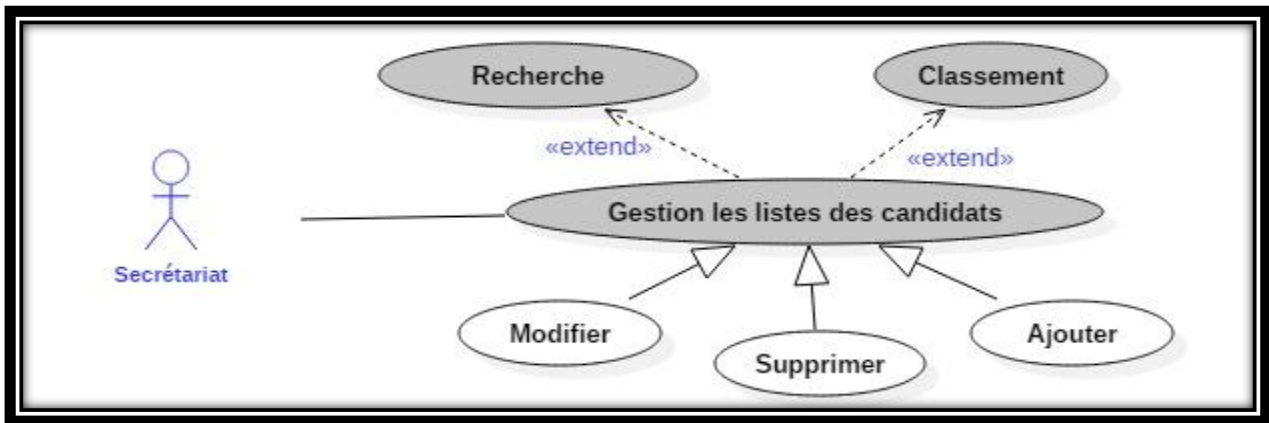 Recherche
Classement
«extend»
«extend»
Gestion les listes des candidats
Secrétariat
Modifier
Supprimer
Ajouter